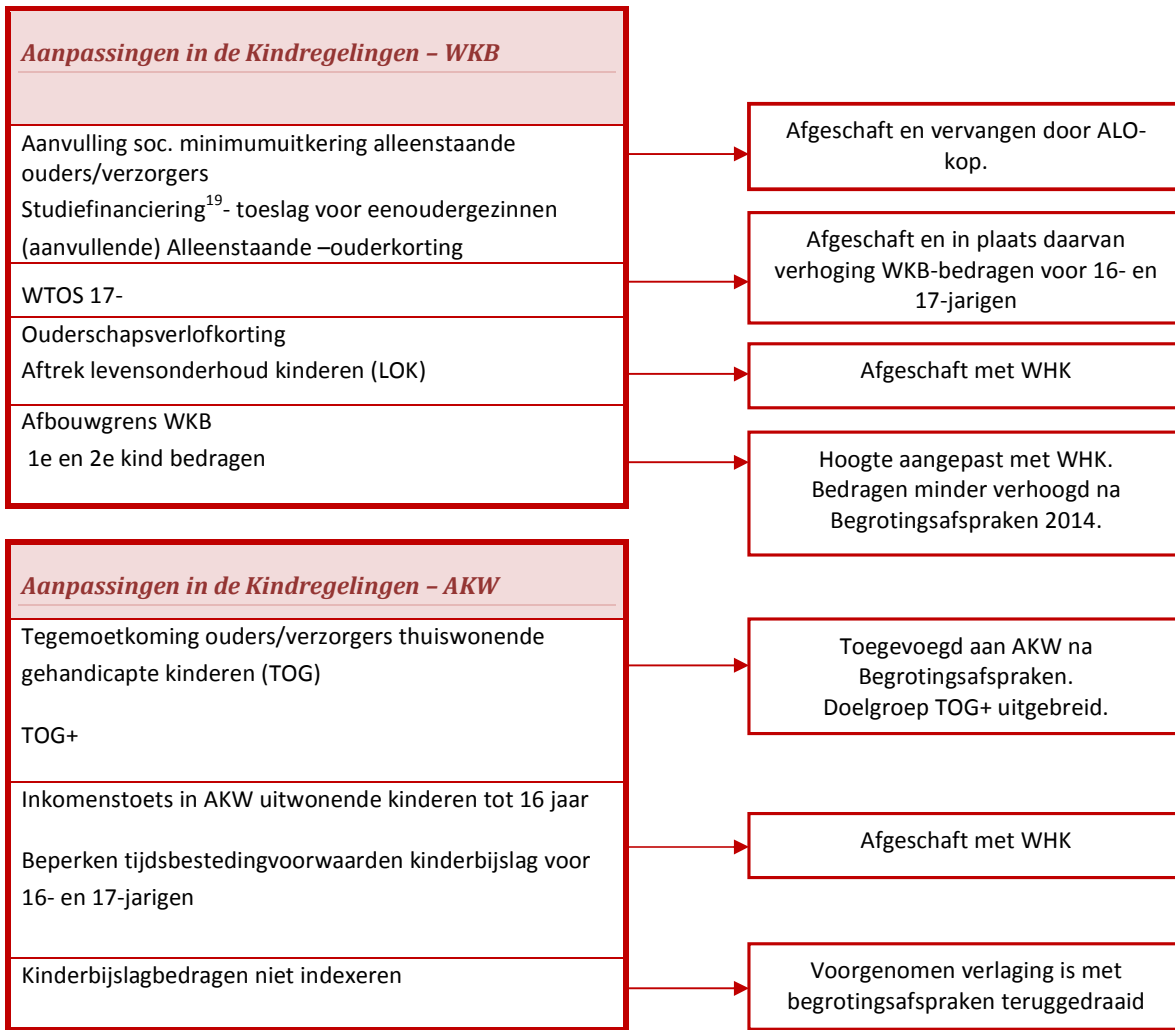 Aanpassingen in de Kindregelingen – WKB
Aanvulling soc. minimumuitkering alleenstaande
ouders/verzorgers
Studiefinanciering19- toeslag voor eenoudergezinnen
(aanvullende) Alleenstaande –ouderkorting
Afgeschaft en vervangen door ALO-
kop.
WTOS 17-
Afgeschaft en in plaats daarvan
verhoging WKB-bedragen voor 16- en
17-jarigen
Ouderschapsverlofkorting
Aftrek levensonderhoud kinderen (LOK)
Afgeschaft met WHK
Afbouwgrens WKB
1e en 2e kind bedragen
Hoogte aangepast met WHK.
Bedragen minder verhoogd na
Begrotingsafspraken 2014.
Aanpassingen in de Kindregelingen – AKW
Tegemoetkoming ouders/verzorgers thuiswonende
gehandicapte kinderen (TOG)
TOG+
Toegevoegd aan AKW na
Begrotingsafspraken.
Doelgroep TOG+ uitgebreid.
Inkomenstoets in AKW uitwonende kinderen tot 16 jaar
Beperken tijdsbestedingvoorwaarden kinderbijslag voor
16- en 17-jarigen
Afgeschaft met WHK
Kinderbijslagbedragen niet indexeren
Voorgenomen verlaging is met
begrotingsafspraken teruggedraaid